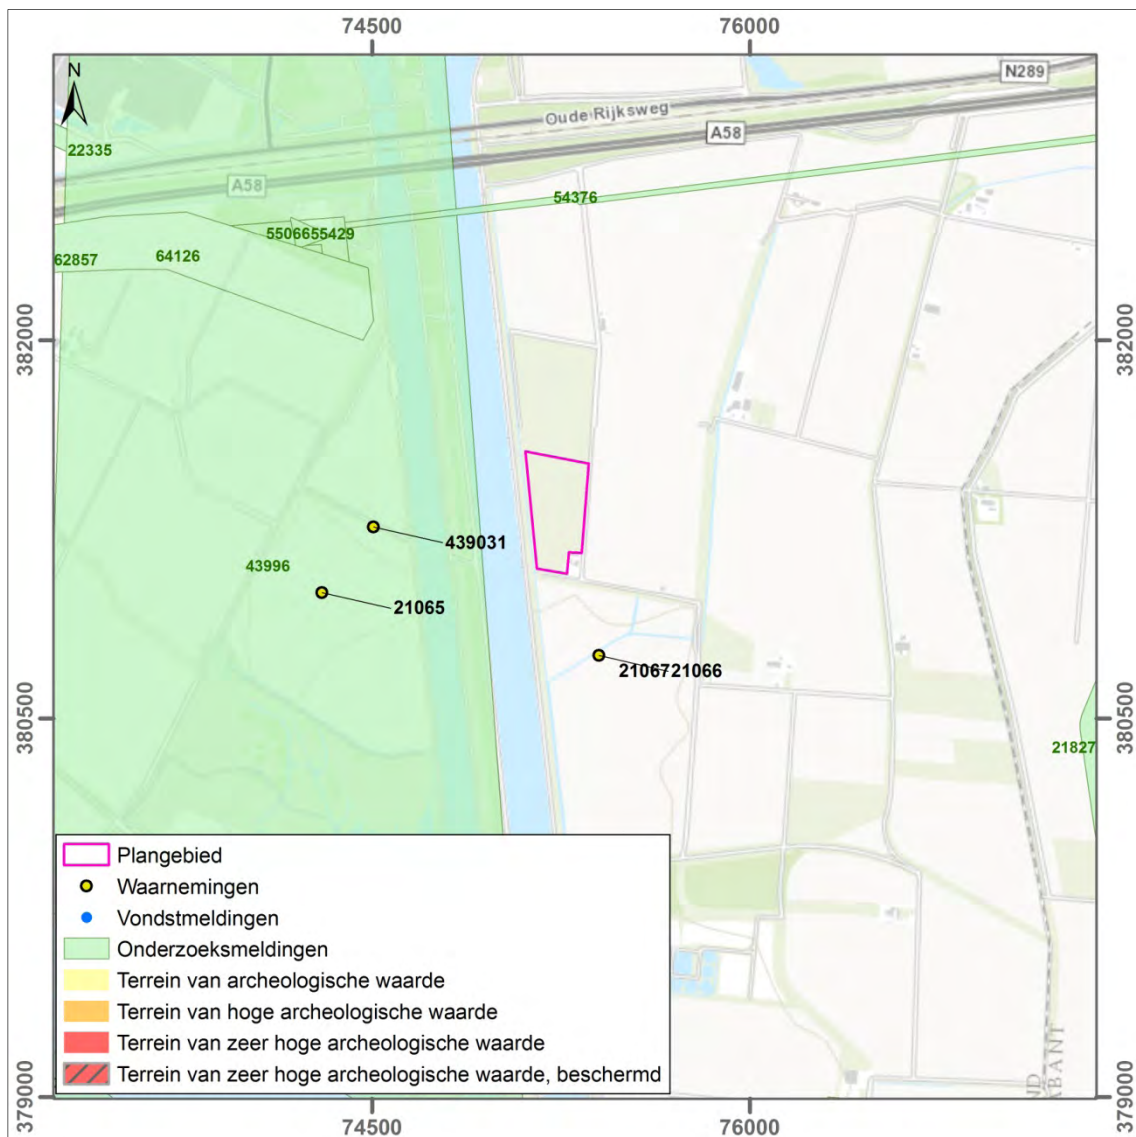 74500
76000
N
N289
Oude Rijksweg
A58
22335
A58
54376
5506655429
62857
64126
382000
382000
439031
43996
21065
2106721066
380500
380500
21827
Plangebied
Waarnemingen
Vondstmeldingen
Onderzoeksmeldingen
Terrein van archeologische waarde
Terrein van hoge archeologische waarde
Terrein van zeer hoge archeologische waarde
Terrein van zeer hoge archeologische waarde, beschermd
ND
ABANT
379000
379000
74500
76000